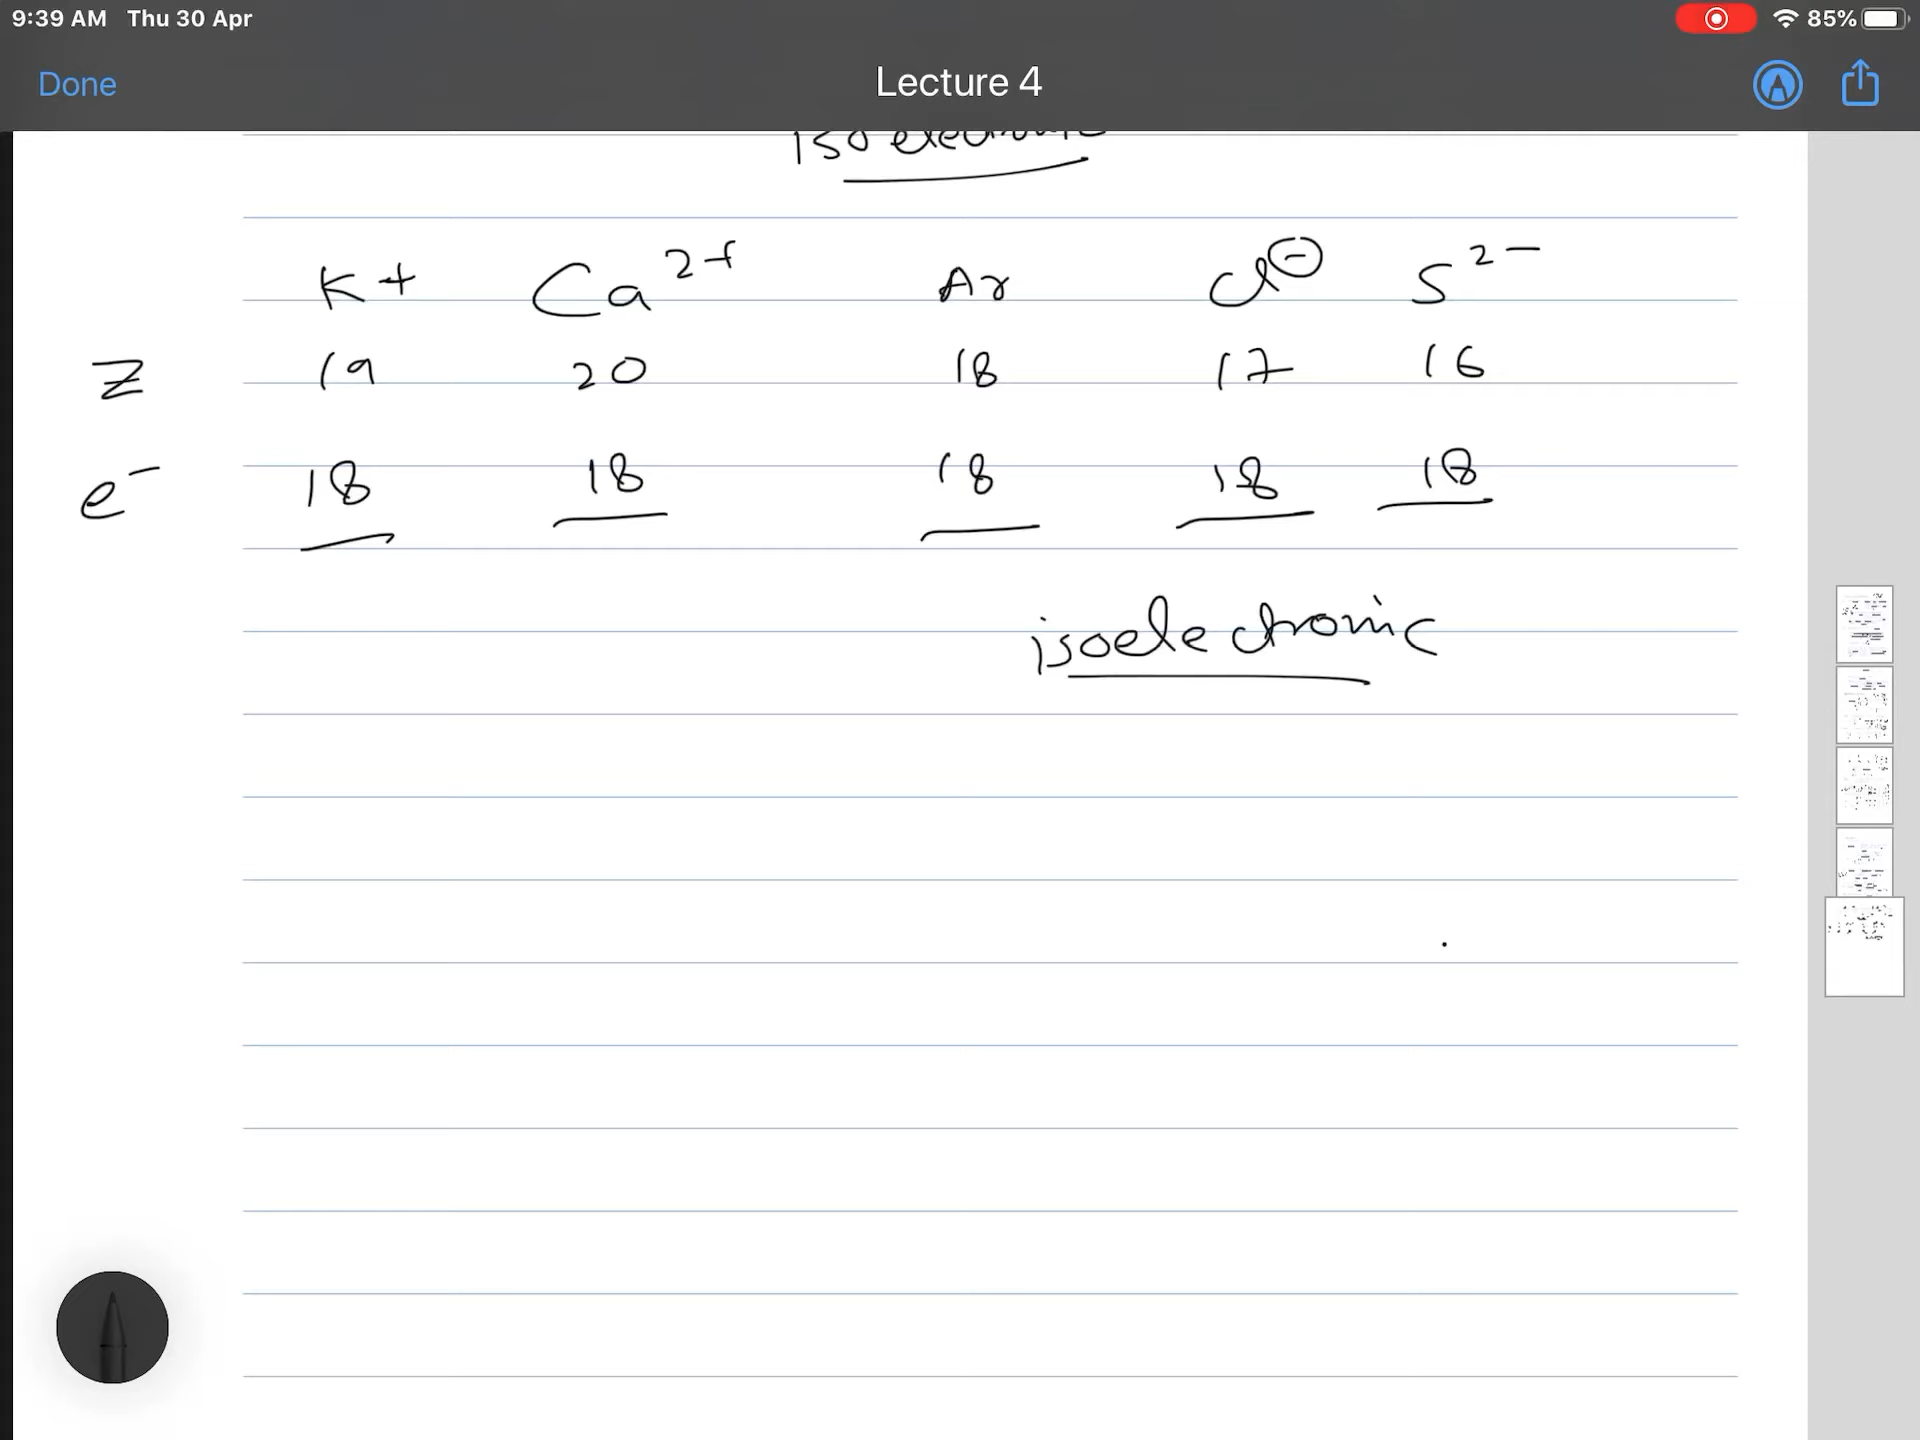 9:39 AM Thu 30 Apr 85%
Done Lecture 4
isoelectronic
K+ Ca2+ Ar Cl⊖ S2−
Z 19 20 18 17 16
e− 18 18 18 18 18
isoelectronic